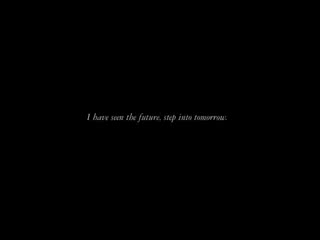 I have seen the future, step into tomorrow.